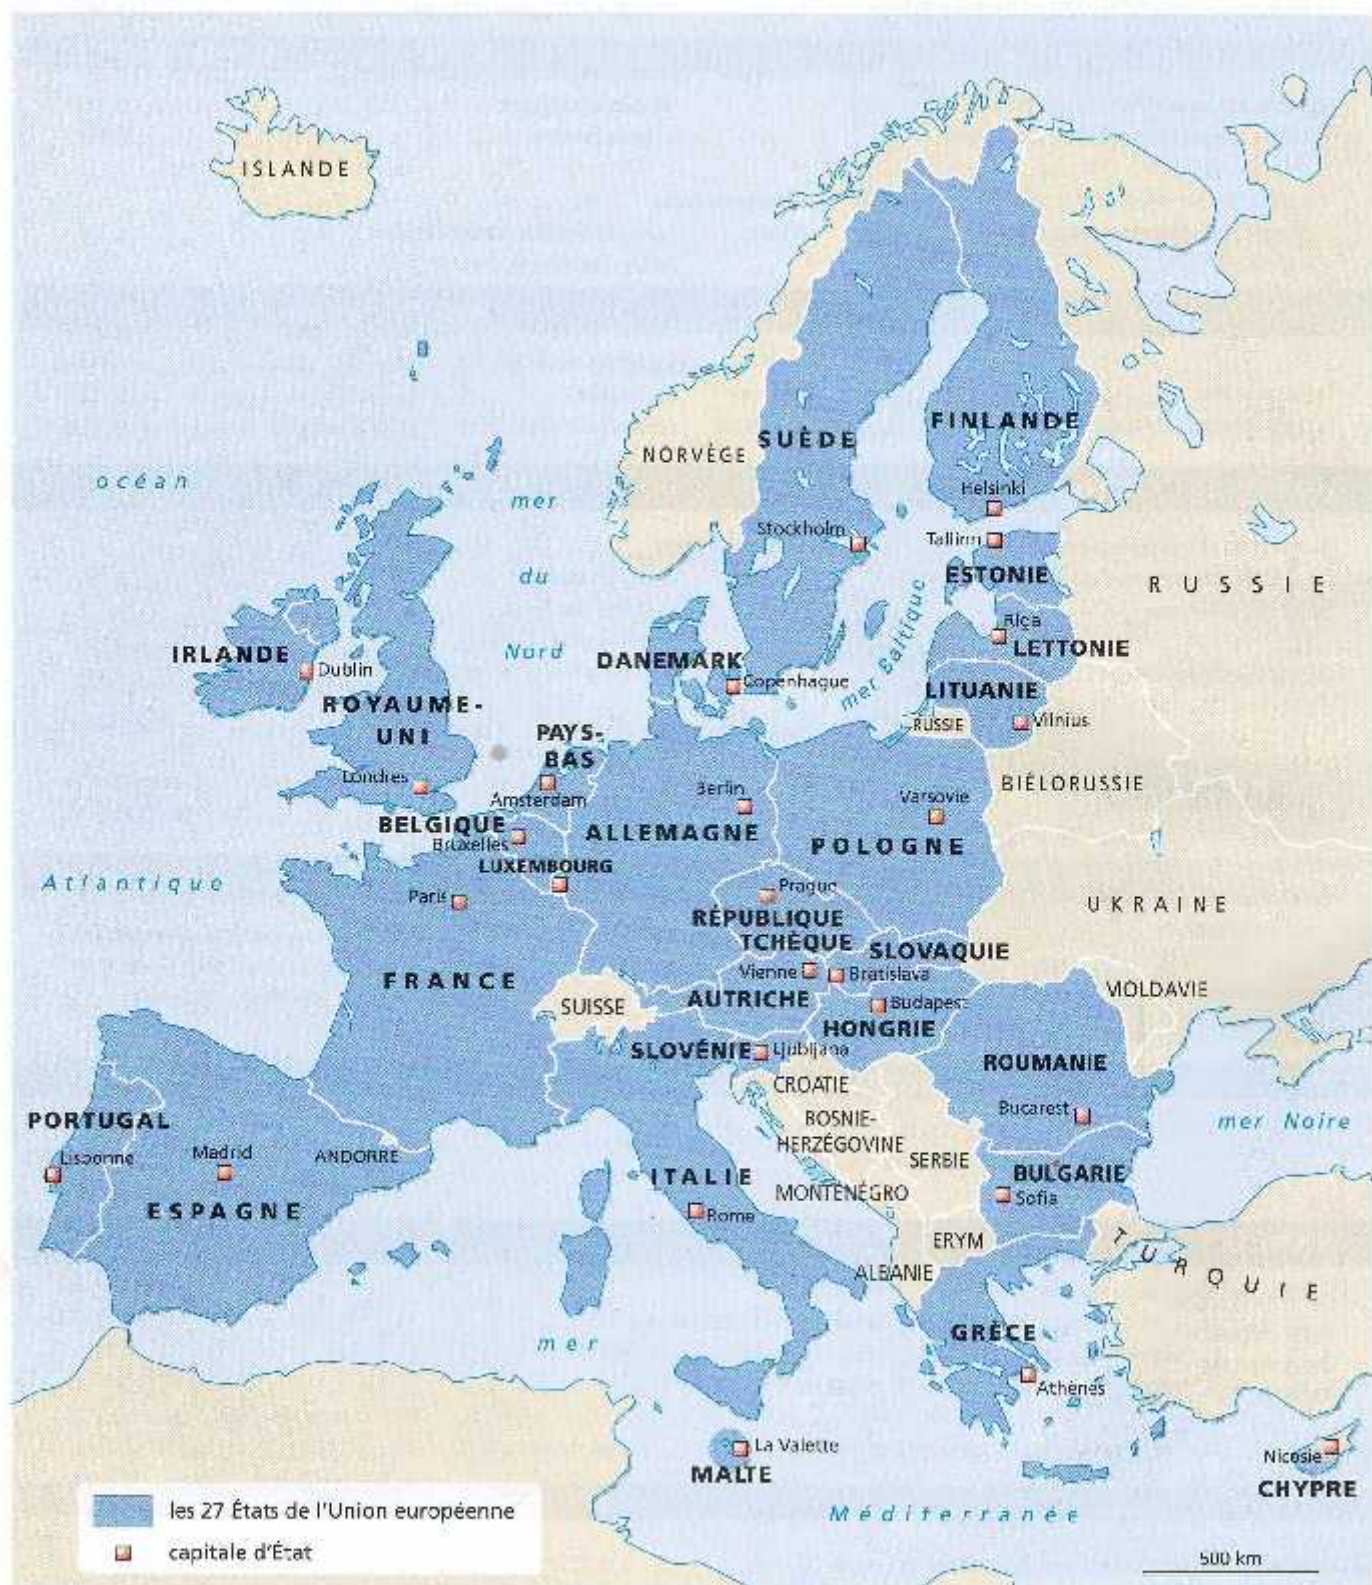 ISLANDE
NORVÈGE
SUÈDE
FINLANDE
océan
mer
Helsinki
Stockholm
Tallinn
du
ESTONIE
RUSSIE
Riga
Nord
IRLANDE
Dublin
DANEMARK
Copenhague
mer Baltique
LETTONIE
LITUANIE
RUSSIE
Vilnius
ROYAUME-
UNI
PAYS-
BAS
Londres
Amsterdam
Berlin
Varsovie
BIÉLORUSSIE
BELGIQUE
Bruxelles
ALLEMAGNE
POLOGNE
LUXEMBOURG
Atlantique
Paris
Prague
UKRAINE
RÉPUBLIQUE
TCHÈQUE
SLOVAQUIE
Vienne
Bratislava
FRANCE
SUISSE
AUTRICHE
Budapest
MOLDAVIE
HONGRIE
SLOVÉNIE
Ljubljana
ROUMANIE
CROATIE
PORTUGAL
BOSNIE-
HERZÉGOVINE
Bucarest
mer Noire
Lisbonne
Madrid
ANDORRE
SERBIE
ITALIE
BULGARIE
MONTÉNÉGRO
Sofia
ESPAGNE
Rome
ERYM
TURQUIE
ALBANIE
GRÈCE
mer
Athènes
La Valette
MALTE
Nicosie
CHYPRE
Méditerranée
les 27 États de l'Union européenne
capitale d'État
500 km